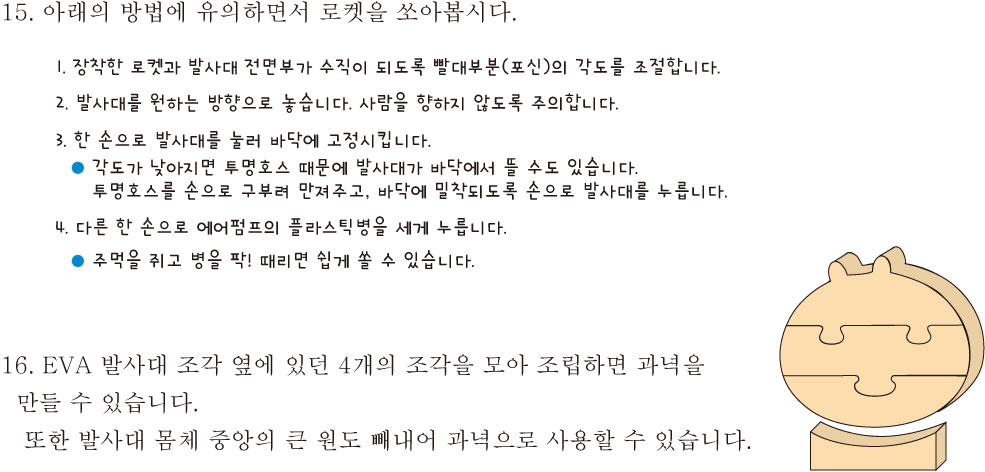 15. 아래의 방법에 유의하면서 로켓을 쏘아봅시다.
1. 장착한 로켓과 발사대 전면부가 수직이 되도록 빨대부분(포신)의 각도를 조절합니다.
2. 발사대를 원하는 방향으로 놓습니다. 사람을 향하지 않도록 주의합니다.
3. 한 손으로 발사대를 눌러 바닥에 고정시킵니다.
● 각도가 낮아지면 투명호스 때문에 발사대가 바닥에서 뜰 수도 있습니다.
투명호스를 손으로 구부려 만져주고, 바닥에 밀착되도록 손으로 발사대를 누릅니다.
4. 다른 한 손으로 에어펌프의 플라스틱병을 세게 누릅니다.
● 주먹을 쥐고 병을 팍! 때리면 쉽게 쏠 수 있습니다.
16. EVA 발사대 조각 옆에 있던 4개의 조각을 모아 조립하면 과녁을
만들 수 있습니다.
또한 발사대 몸체 중앙의 큰 원도 빼내어 과녁으로 사용할 수 있습니다.